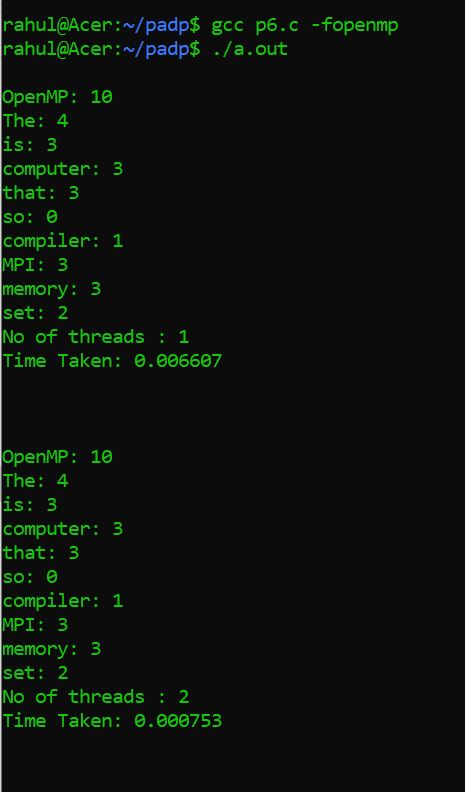 rahul@Acer:~/padp$ gcc p6.c -fopenmp
rahul@Acer:~/padp$ ./a.out
OpenMP: 10
The: 4
is: 3
computer: 3
that: 3
so: 0
compiler: 1
MPI: 3
memory: 3
set: 2
No of threads : 1
Time Taken: 0.006607
OpenMP: 10
The: 4
is: 3
computer: 3
that: 3
so: 0
compiler: 1
MPI: 3
memory: 3
set: 2
No of threads : 2
Time Taken: 0.000753